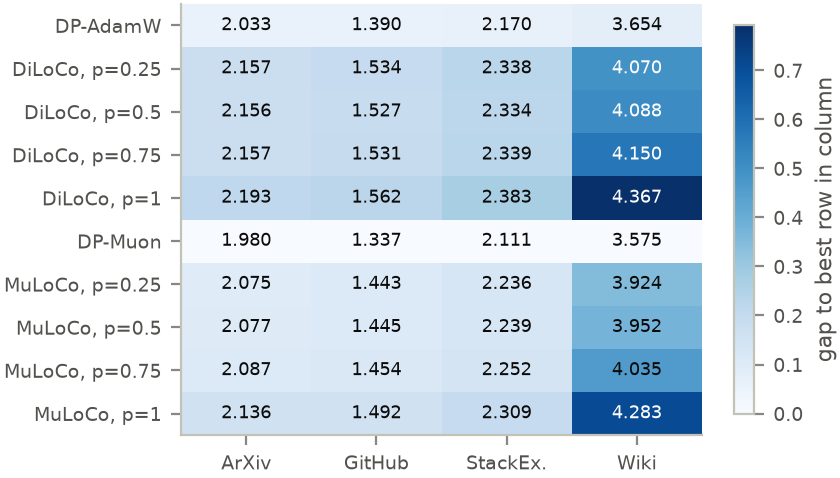 DP-AdamW 2.033 1.390 2.170 3.654
DiLoCo, p=0.25 2.157 1.534 2.338 4.070
DiLoCo, p=0.5 2.156 1.527 2.334 4.088
DiLoCo, p=0.75 2.157 1.531 2.339 4.150
DiLoCo, p=1 2.193 1.562 2.383 4.367
DP-Muon 1.980 1.337 2.111 3.575
MuLoCo, p=0.25 2.075 1.443 2.236 3.924
MuLoCo, p=0.5 2.077 1.445 2.239 3.952
MuLoCo, p=0.75 2.087 1.454 2.252 4.035
MuLoCo, p=1 2.136 1.492 2.309 4.283
ArXiv GitHub StackEx. Wiki
0.7
0.6
0.5
0.4
0.3
0.2
0.1
0.0
gap to best row in column